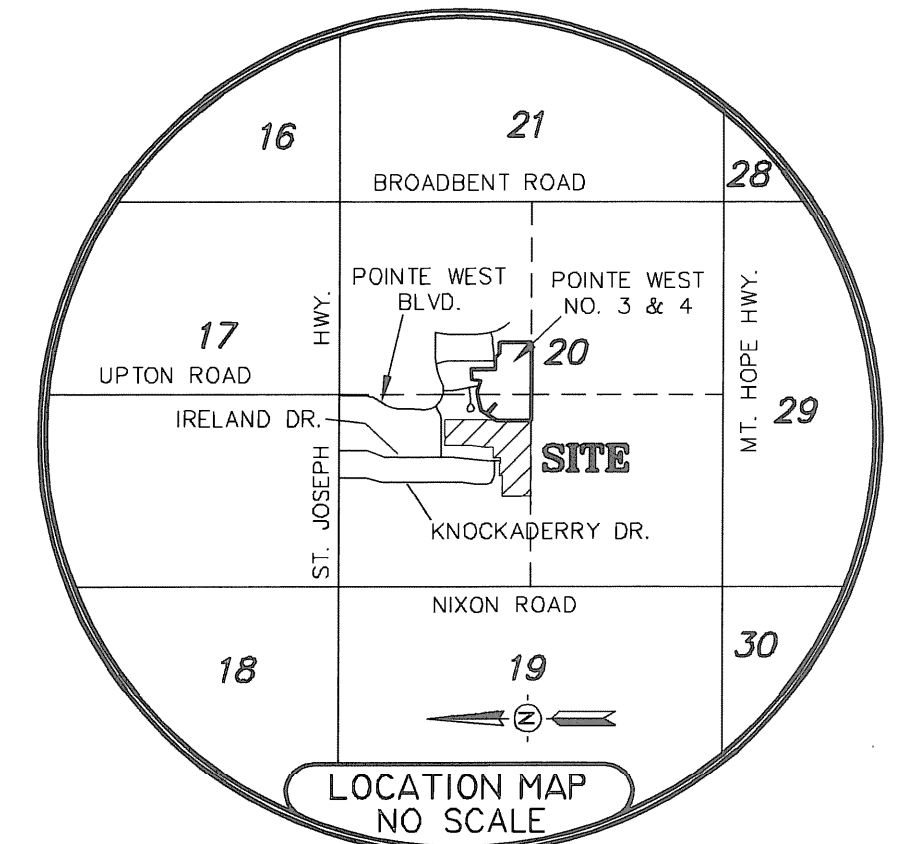 16
21
28
BROADBENT ROAD
POINTE WEST
BLVD.
POINTE WEST
NO. 3 & 4
HWY.
MT. HOPE HWY.
17
20
UPTON ROAD
29
IRELAND DR.
SITE
ST. JOSEPH
KNOCKADERRY DR.
NIXON ROAD
18
19
30
N
LOCATION MAP
NO SCALE